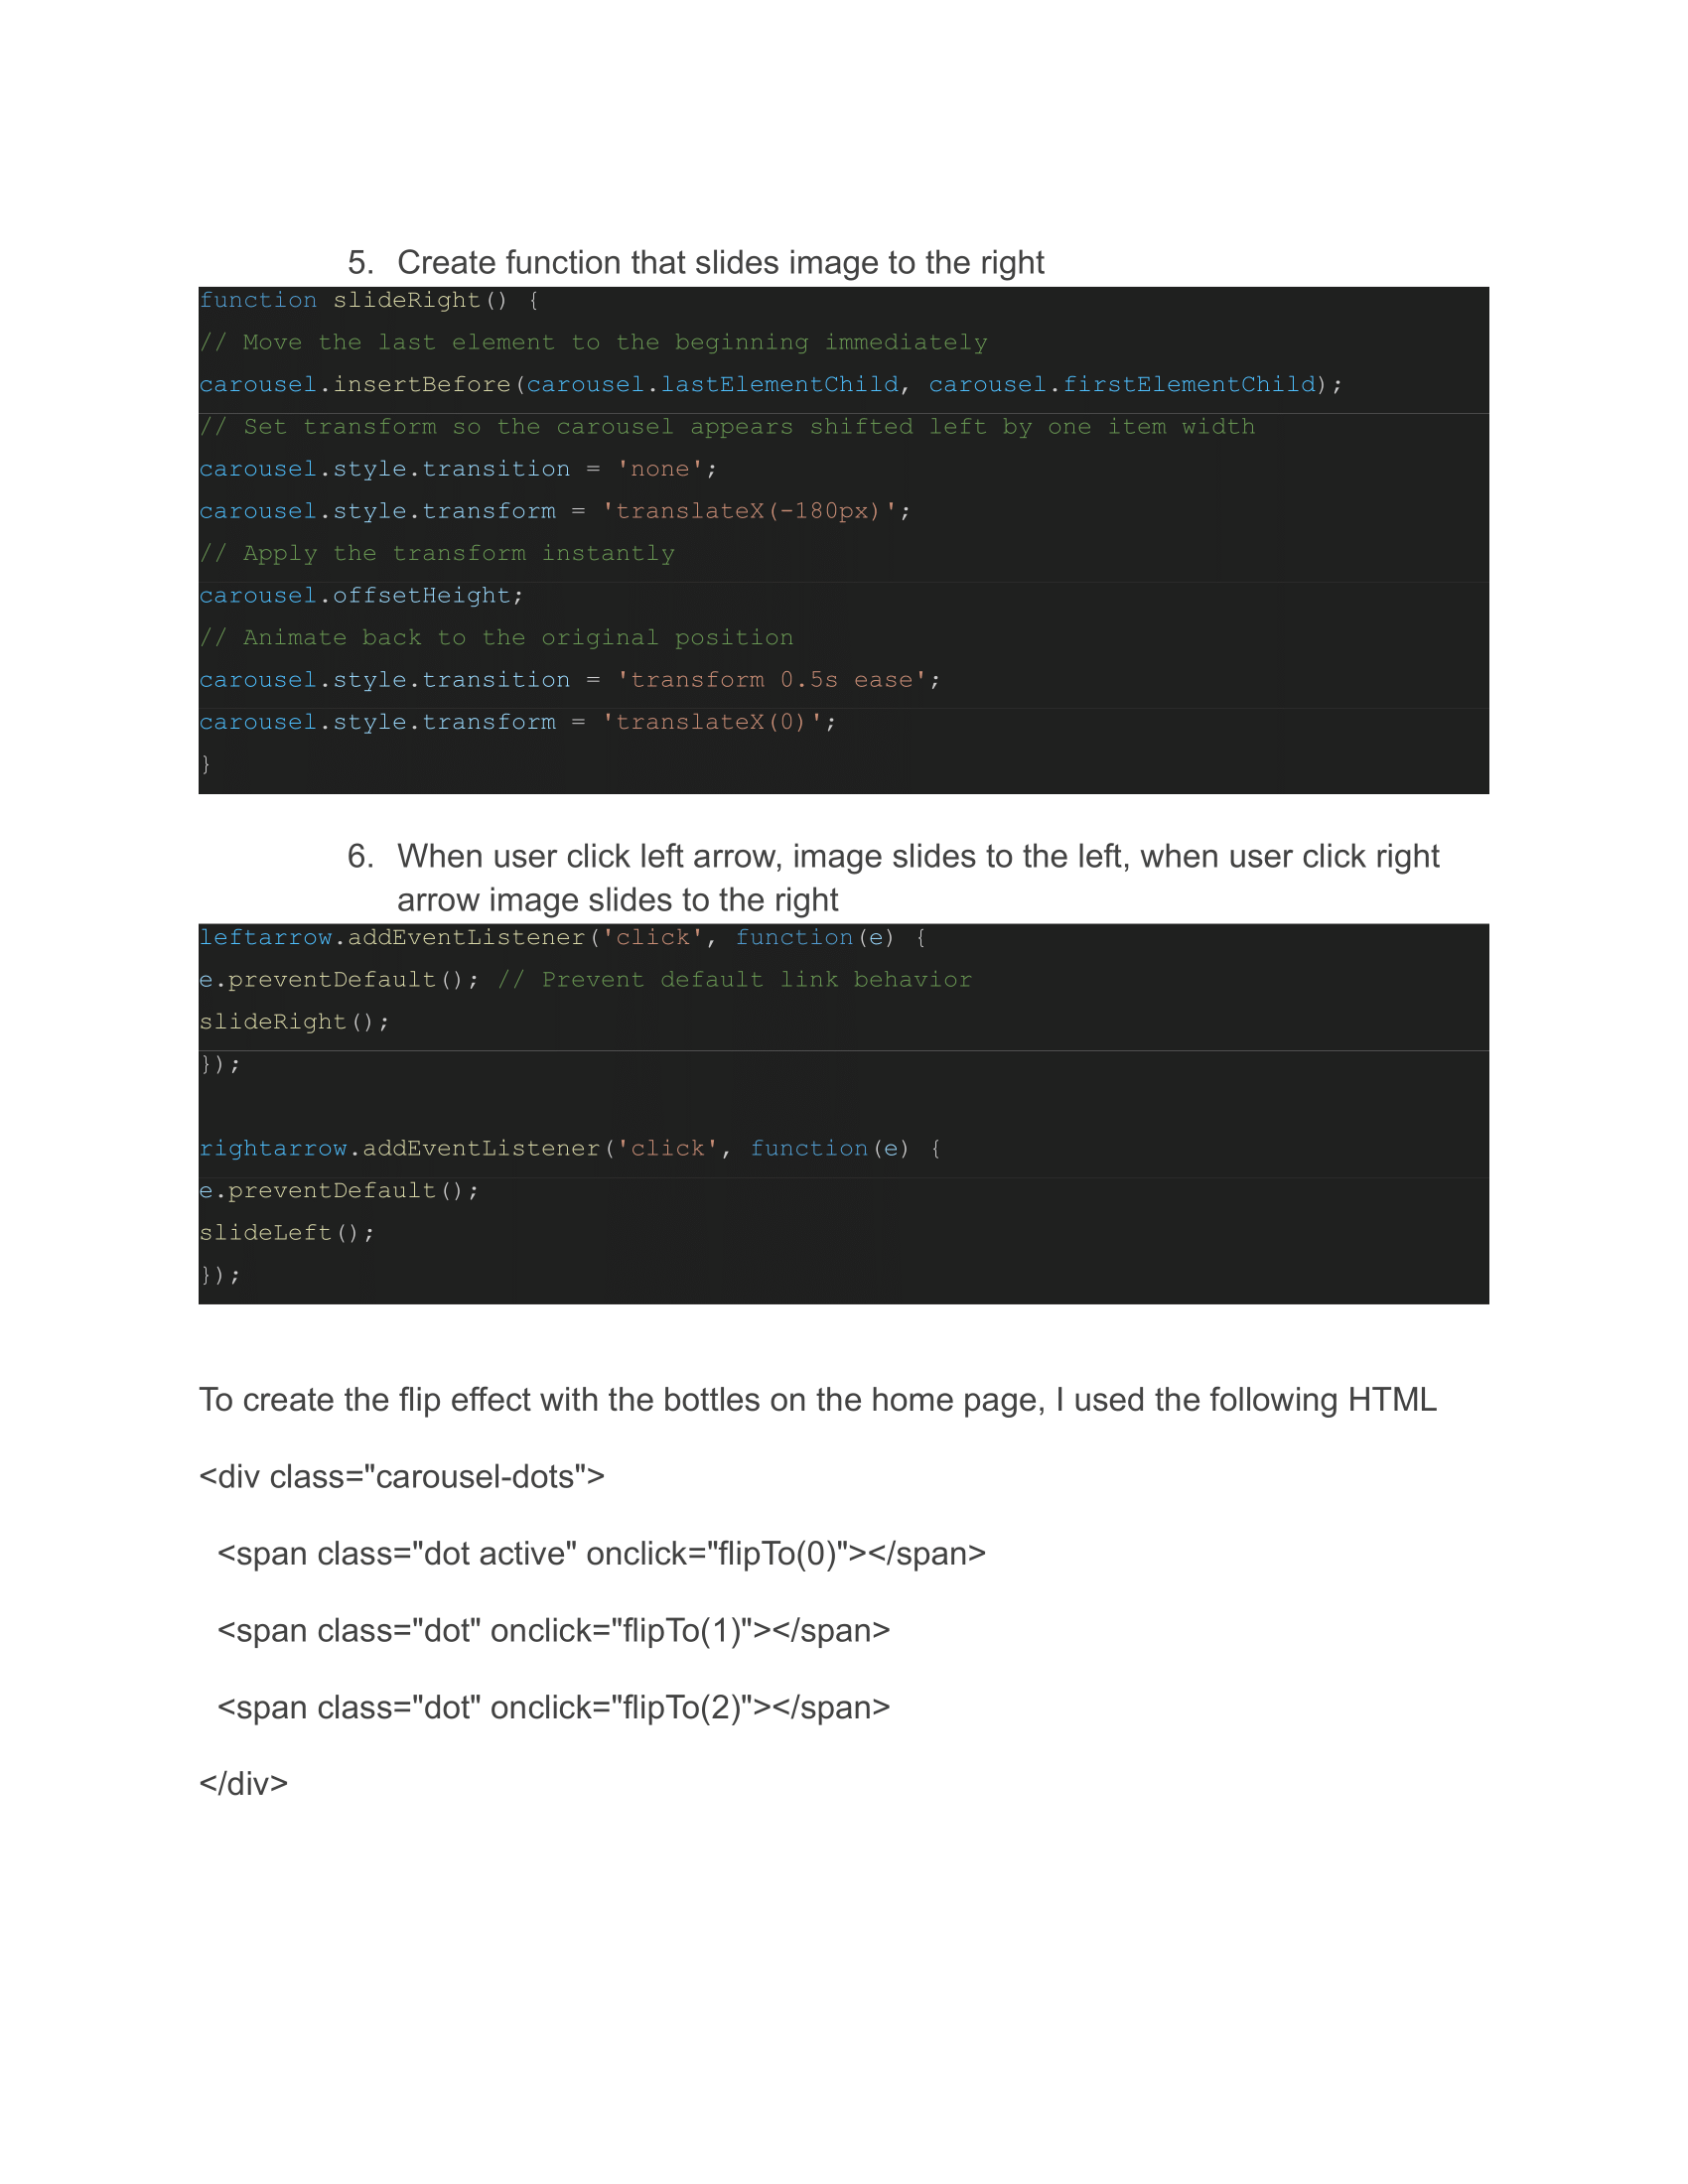 5. Create function that slides image to the right
function slideRight() {
// Move the last element to the beginning immediately
carousel.insertBefore(carousel.lastElementChild, carousel.firstElementChild);
// Set transform so the carousel appears shifted left by one item width
carousel.style.transition = 'none';
carousel.style.transform = 'translateX(-180px)';
// Apply the transform instantly
carousel.offsetHeight;
// Animate back to the original position
carousel.style.transition = 'transform 0.5s ease';
carousel.style.transform = 'translateX(0)';
}
6. When user click left arrow, image slides to the left, when user click right
arrow image slides to the right
leftarrow.addEventListener('click', function(e) {
e.preventDefault(); // Prevent default link behavior
slideRight();
});
rightarrow.addEventListener('click', function(e) {
e.preventDefault();
slideLeft();
});
To create the flip effect with the bottles on the home page, I used the following HTML
<div class="carousel-dots">
<span class="dot active" onclick="flipTo(0)"></span>
<span class="dot" onclick="flipTo(1)"></span>
<span class="dot" onclick="flipTo(2)"></span>
</div>